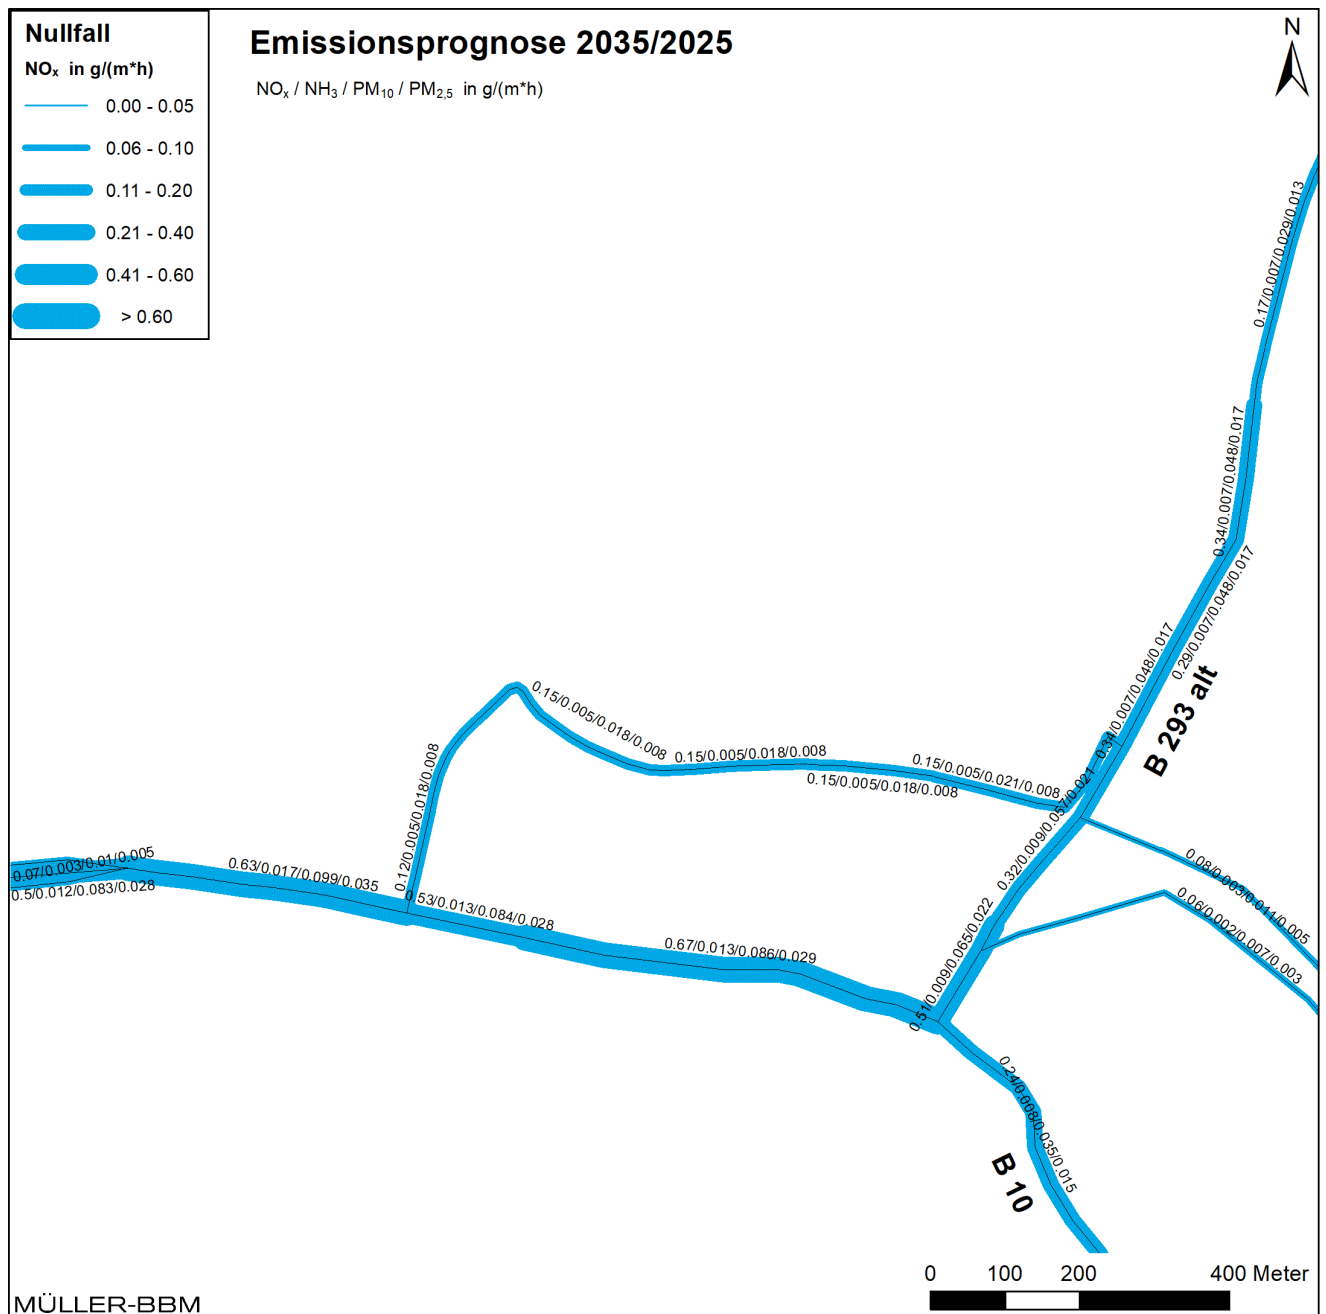 Nullfall
NOx in g/(m*h)
0.00 - 0.05
0.06 - 0.10
0.11 - 0.20
0.21 - 0.40
0.41 - 0.60
> 0.60
Emissionsprognose 2035/2025
NOx / NH3 / PM10 / PM2,5 in g/(m*h)
N
0.17/0.007/0.029/0.013
0.34/0.007/0.048/0.017
0.29/0.007/0.048/0.017
0.34/0.007/0.048/0.017
B 293 alt
0.15/0.005/0.018/0.008
0.15/0.005/0.018/0.008
0.15/0.005/0.018/0.008
0.15/0.005/0.021/0.008
0.32/0.009/0.057/0.021
0.12/0.005/0.018/0.008
0.07/0.003/0.01/0.005
0.5/0.012/0.083/0.028
0.63/0.017/0.099/0.035
0.53/0.013/0.084/0.028
0.67/0.013/0.086/0.029
0.51/0.009/0.065/0.022
0.08/0.003/0.011/0.005
0.06/0.002/0.007/0.003
0.24/0.008/0.035/0.015
B 10
0 100 200 400 Meter
MÜLLER-BBM